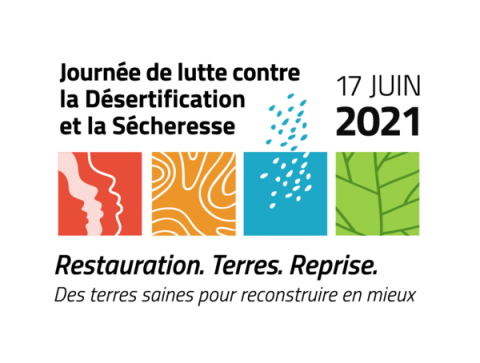 Journée de lutte contre
la Désertification
et la Sécheresse
17 JUIN
2021
Restauration. Terres. Reprise.
Des terres saines pour reconstruire en mieux